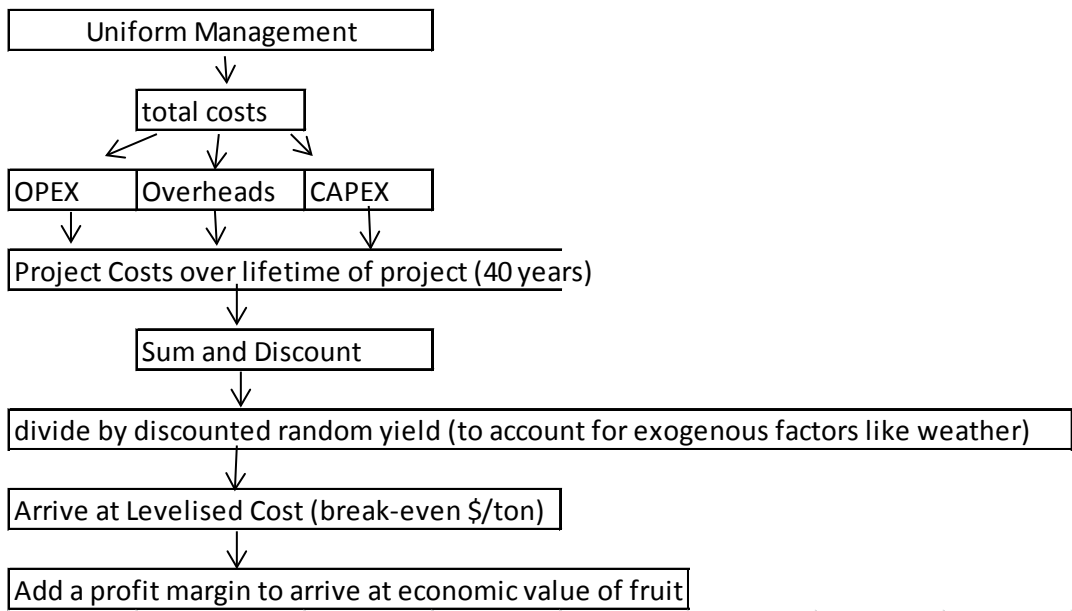 Uniform Management
total costs
OPEX Overheads CAPEX
Project Costs over lifetime of project (40 years)
Sum and Discount
divide by discounted random yield (to account for exogenous factors like weather)
Arrive at Levelised Cost (break-even $/ton)
Add a profit margin to arrive at economic value of fruit